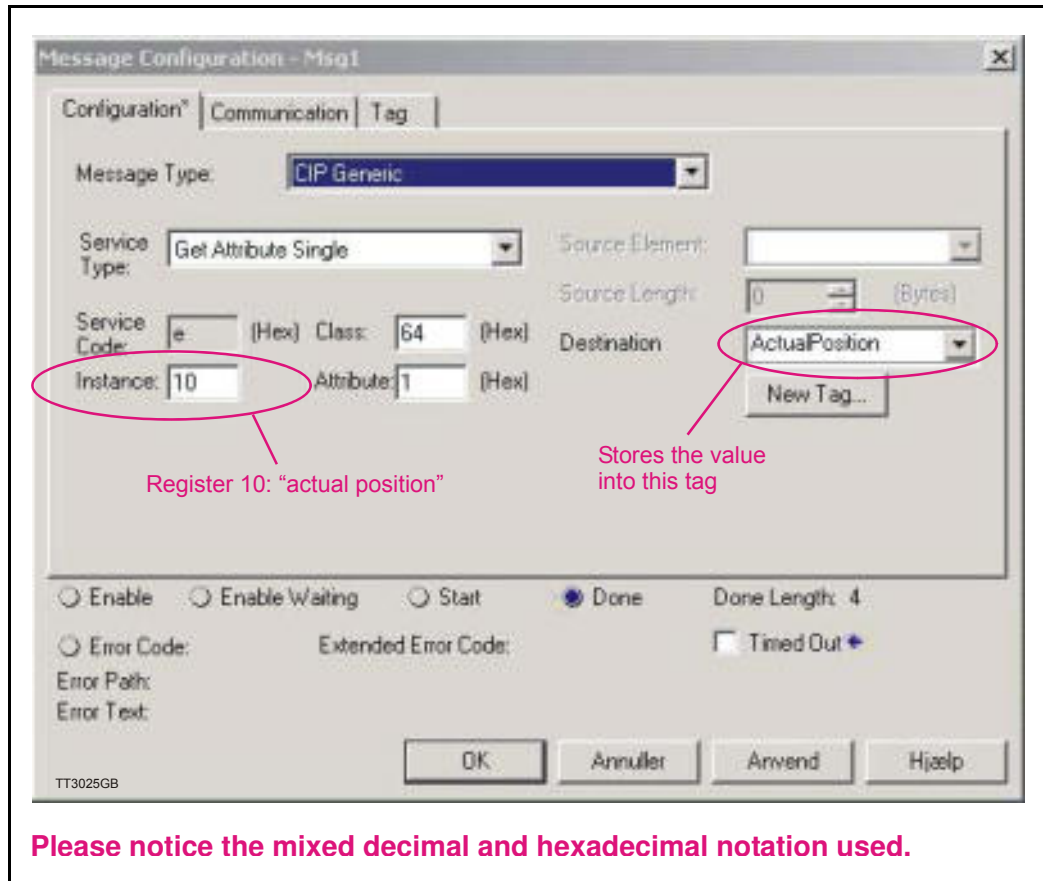 Message Configuration - Msg1
Configuration* Communication Tag
Message Type: CIP Generic
Service Type: Get Attribute Single
Source Element:
Source Length: 0 (Bytes)
Service Code: e (Hex) Class: 64 (Hex)
Destination ActualPosition
Instance: 10 Attribute: 1 (Hex)
New Tag...
Register 10: “actual position”
Stores the value
into this tag
Enable Enable Waiting Start Done Done Length: 4
Error Code: Extended Error Code: Timed Out
Error Path:
Error Text:
OK Annuller Anvend Hjælp
TT3025GB
Please notice the mixed decimal and hexadecimal notation used.